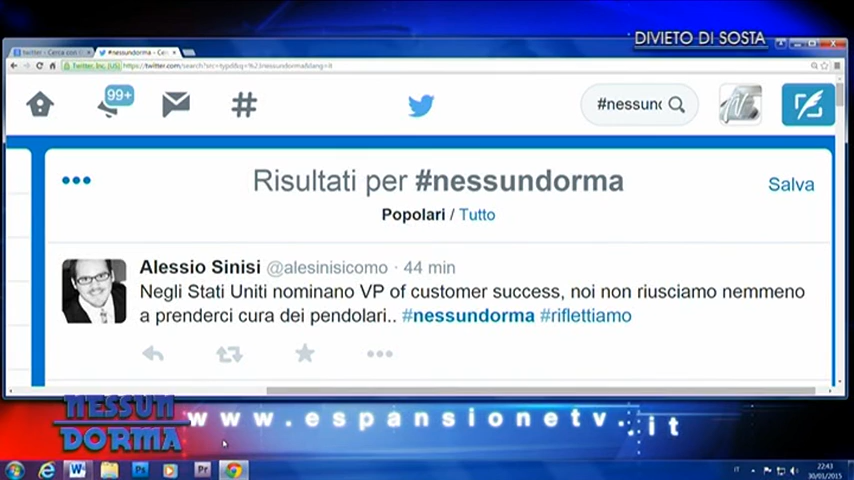 DIVIETO DI SOSTA
twitter - Cerca con
#nessundorma - Ce
Twitter, Inc. [US] https://twitter.com/search?src=typd&q=%23nessundorma&lang=it
99+
#
#nessun
Risultati per #nessundorma
Salva
Popolari / Tutto
Alessio Sinisi @alesinisicomo · 44 min
Negli Stati Uniti nominano VP of customer success, noi non riusciamo nemmeno
a prenderci cura dei pendolari.. #nessundorma #riflettiamo
NESSUN
DORMA
www.espansionetv.it
W
Ps
Pr
IT
22:43
30/01/2015